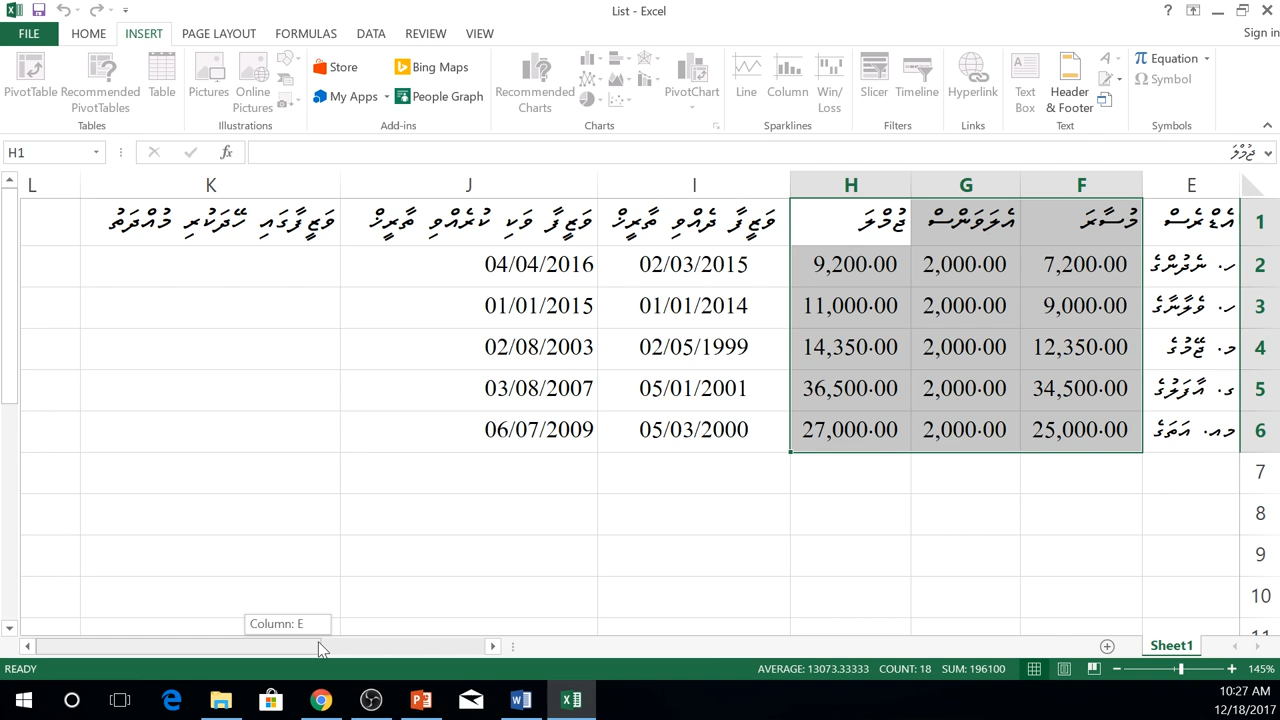 List - Excel
? Sign in
FILE HOME INSERT PAGE LAYOUT FORMULAS DATA REVIEW VIEW
PivotTable Recommended PivotTables Table Pictures Online Pictures Store My Apps Bing Maps People Graph Recommended Charts PivotChart Line Column Win/Loss Slicer Timeline Hyperlink Text Box Header & Footer Equation Symbol
Tables Illustrations Add-ins Charts Sparklines Filters Links Text Symbols
H1 fx ޖުމްލަ
L K J I H G F E
1 އެޑްރެސް މުސާރަ އެލަވަންސް ޖުމްލަ ވަޒީފާ ދެއްވި ތާރީޚް ވަޒީފާ ވަކި ކުރެއްވި ތާރީޚް ވަޒީފާގައި ހޭދަކުރި މުއްދަތު
2 ހ. ނެދުންގެ 7,200.00 2,000.00 9,200.00 02/03/2015 04/04/2016
3 ހ. ވެލާނާގެ 9,000.00 2,000.00 11,000.00 01/01/2014 01/01/2015
4 މ. ޖޭމުގެ 12,350.00 2,000.00 14,350.00 02/05/1999 02/08/2003
5 ގ. އާފަލުގެ 34,500.00 2,000.00 36,500.00 05/01/2001 03/08/2007
6 މއ. އަތަގެ 25,000.00 2,000.00 27,000.00 05/03/2000 06/07/2009
7
8
9
10
11
Column: E
Sheet1
READY AVERAGE: 13073.33333 COUNT: 18 SUM: 196100 145%
10:27 AM
12/18/2017